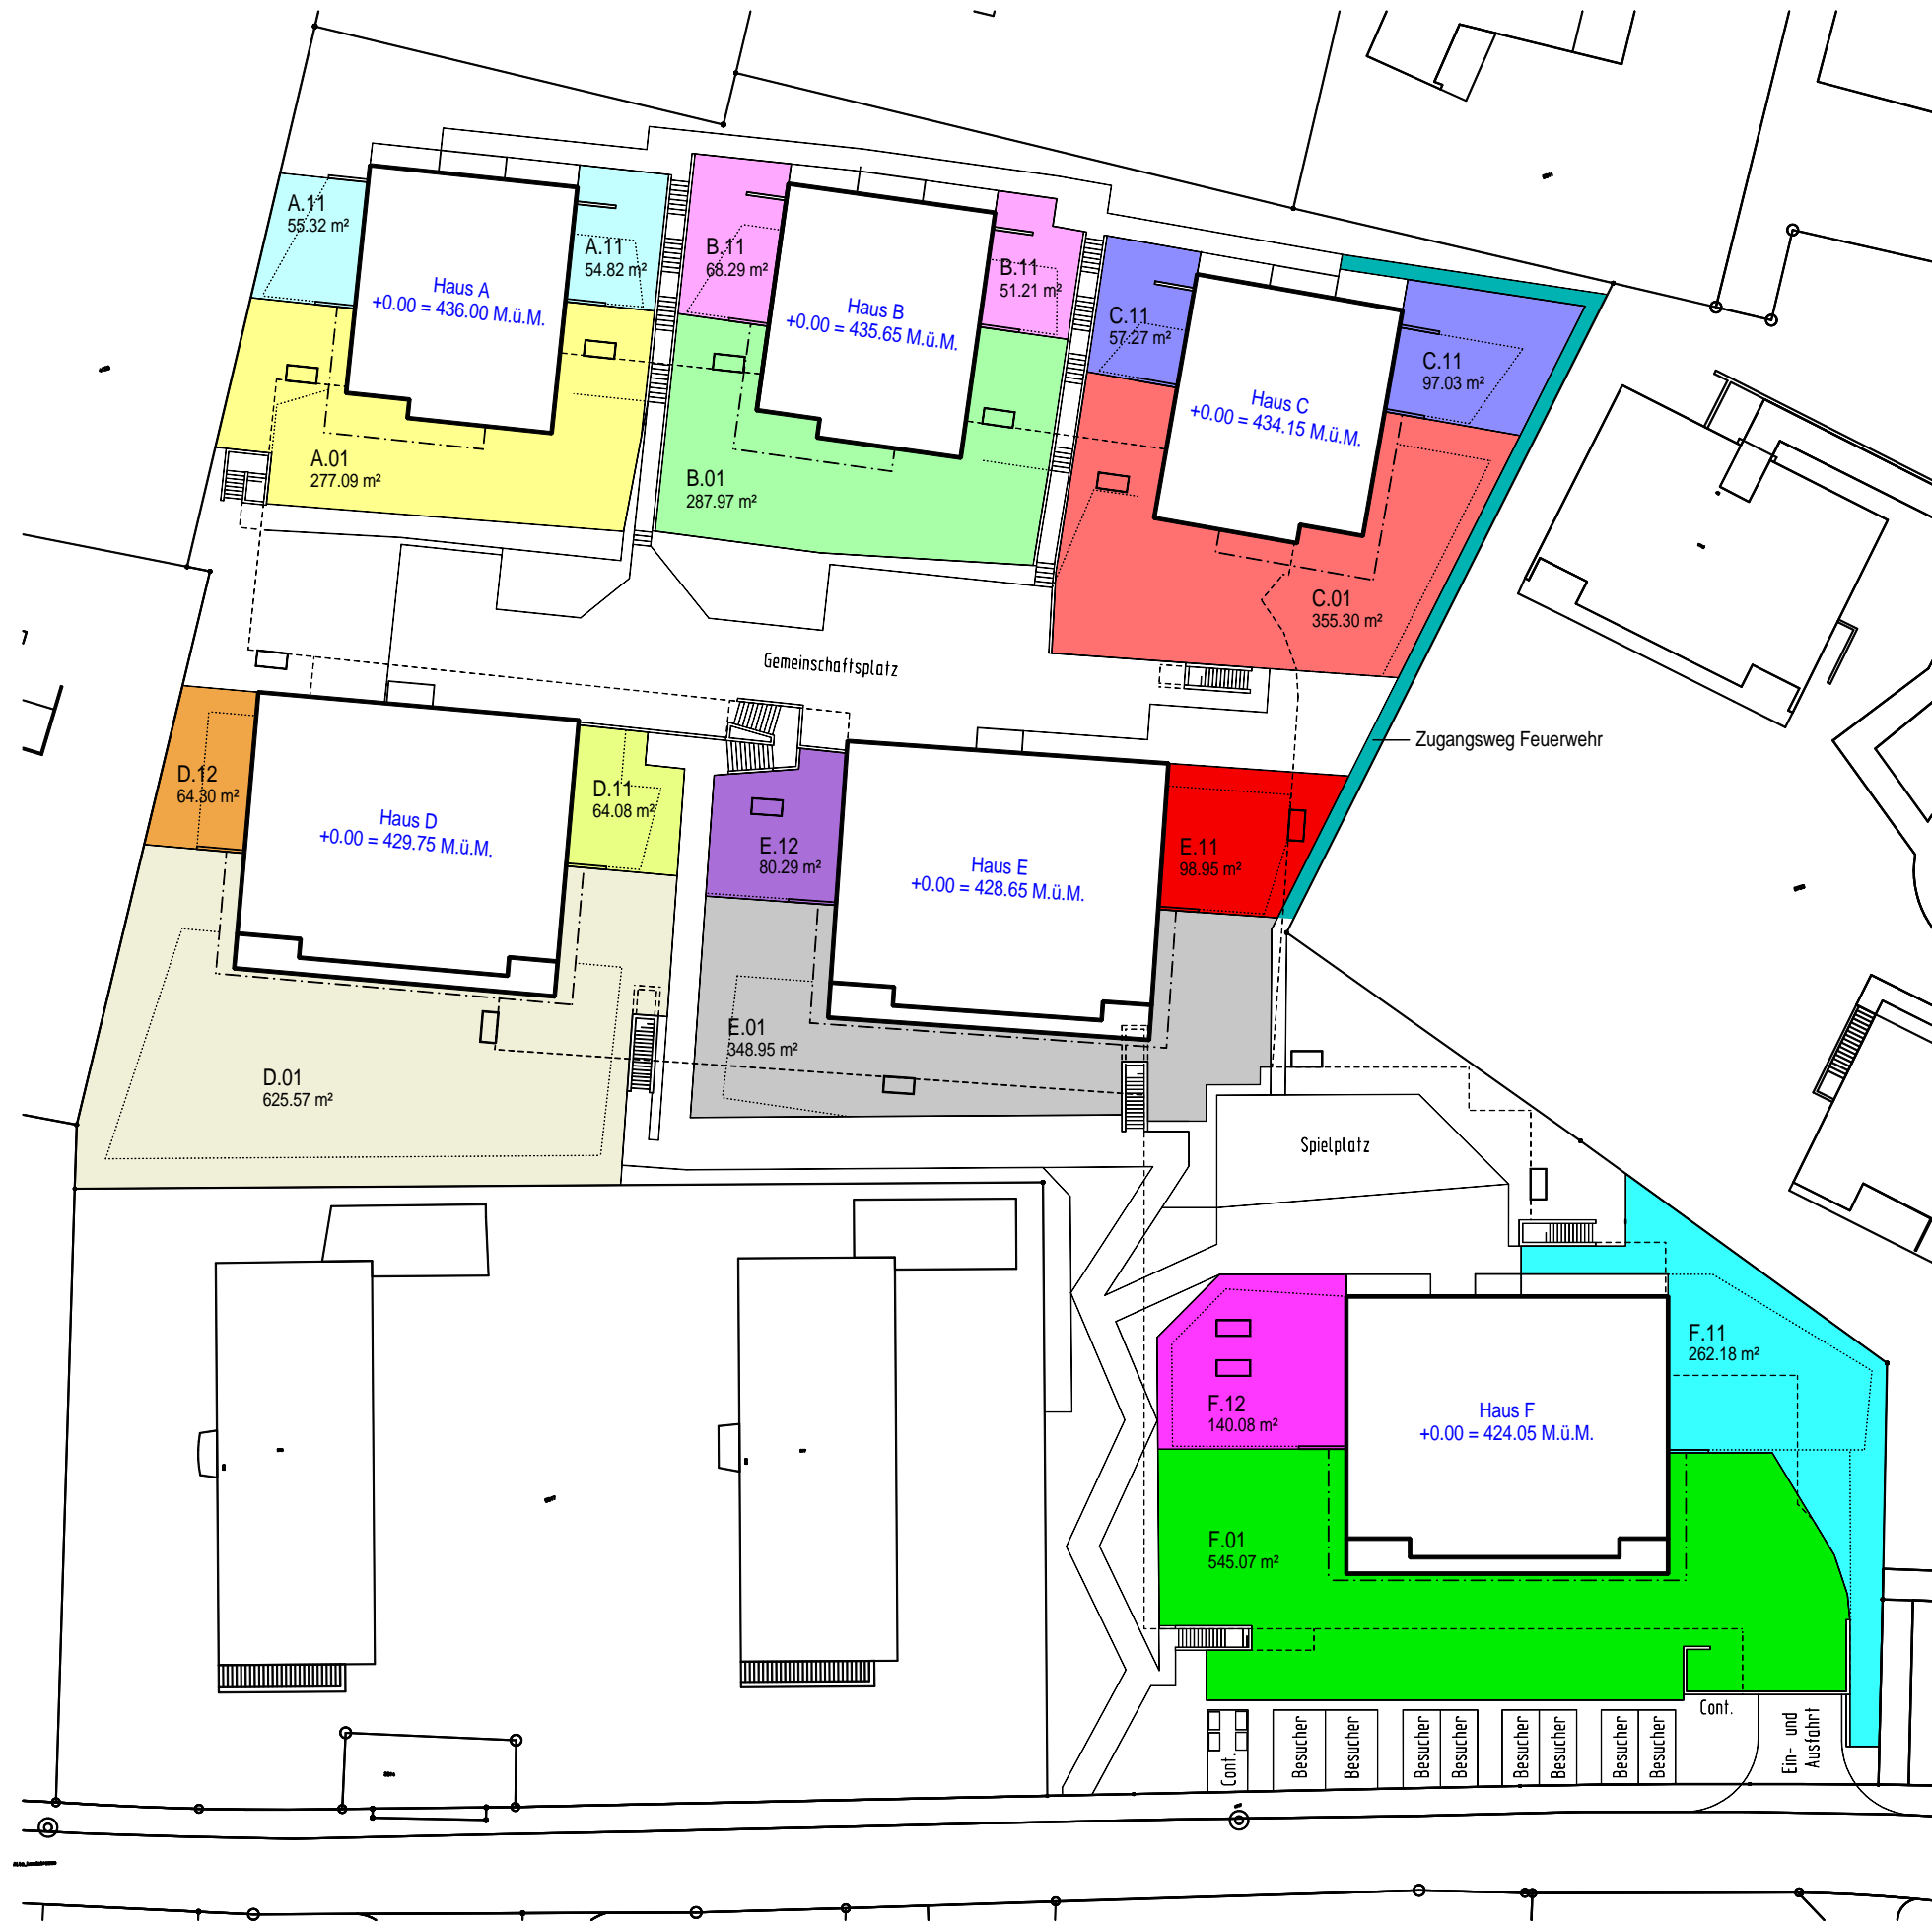 A.11
55.32 m²
Haus A
+0.00 = 436.00 M.ü.M.
A.11
54.82 m²
B.11
68.29 m²
Haus B
+0.00 = 435.65 M.ü.M.
B.11
51.21 m²
C.11
57.27 m²
Haus C
+0.00 = 434.15 M.ü.M.
C.11
97.03 m²
A.01
277.09 m²
B.01
287.97 m²
C.01
355.30 m²
Gemeinschaftsplatz
Zugangsweg Feuerwehr
D.12
64.30 m²
Haus D
+0.00 = 429.75 M.ü.M.
D.11
64.08 m²
E.12
80.29 m²
Haus E
+0.00 = 428.65 M.ü.M.
E.11
98.95 m²
D.01
625.57 m²
E.01
348.95 m²
Spielplatz
F.12
140.08 m²
Haus F
+0.00 = 424.05 M.ü.M.
F.11
262.18 m²
F.01
545.07 m²
Cont.
Besucher
Besucher
Besucher
Besucher
Besucher
Besucher
Besucher
Besucher
Cont.
Ein- und
Ausfahrt